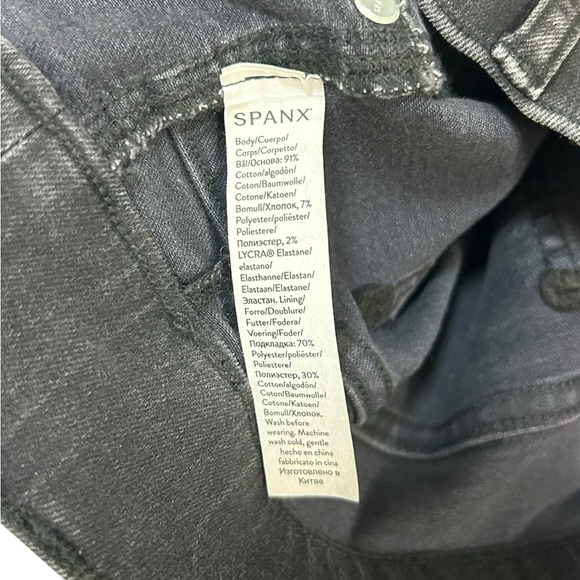 SPANX®
Body/Cuerpo/
Corps/Corpetto/
Bål/Основа: 91%
Cotton/algodón/
Coton/Baumwolle/
Cotone/Katoen/
Bomull/Хлопок, 7%
Polyester/poliéster/
Poliestere/
Полиэстер, 2%
LYCRA® Elastane/
elastano/
Elasthanne/Elastan/
Elastaan/Elastane/
Эластан. Lining/
Forro/Doublure/
Futter/Fodera/
Voering/Foder/
Подкладка: 70%
Polyester/poliéster/
Poliestere/
Полиэстер, 30%
Cotton/algodón/
Coton/Baumwolle/
Cotone/Katoen/
Bomull/Хлопок.
Wash before
wearing. Machine
wash cold, gentle
hecho en china
fabbricato in cina
Изготовлено в
Китае